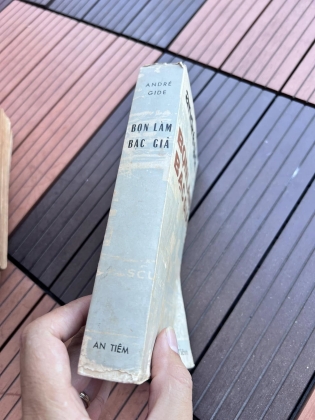 ANDRÉ
GIDE
BỌN LÀM
BẠC GIẢ
AN TIÊM